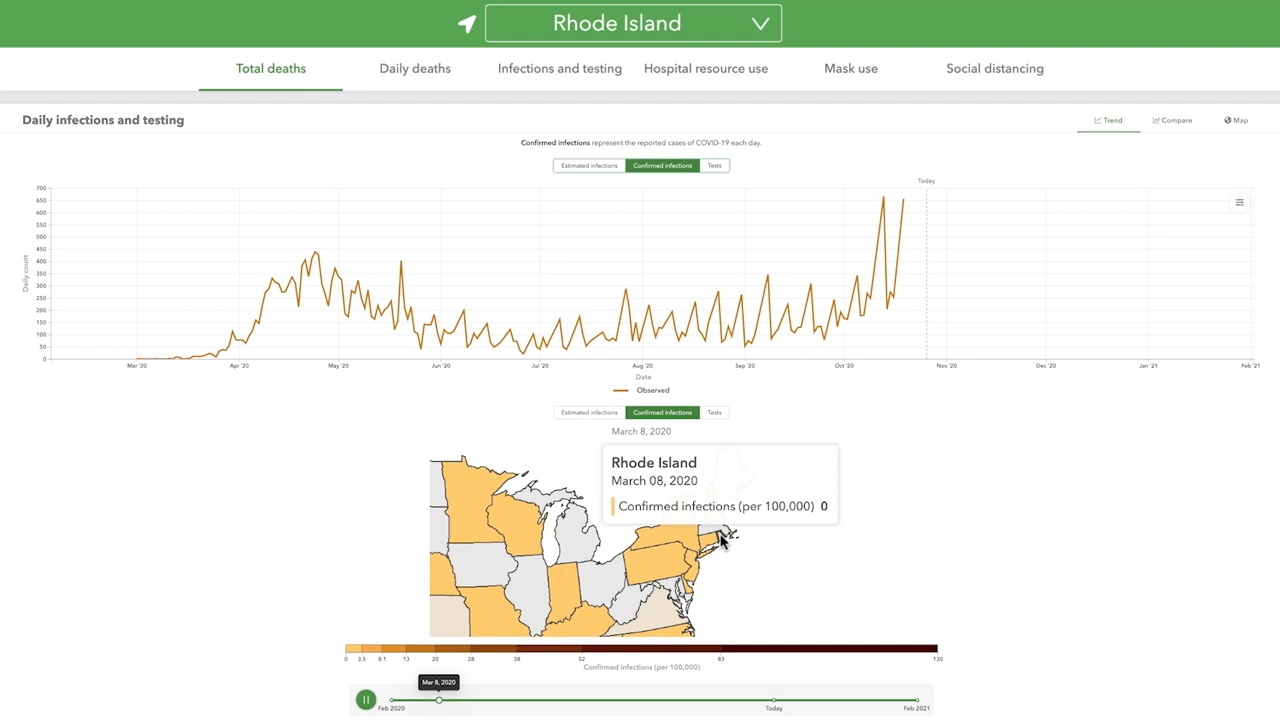 Rhode Island
Total deaths Daily deaths Infections and testing Hospital resource use Mask use Social distancing
Daily infections and testing
Trend Compare Map
Confirmed infections represent the reported cases of COVID-19 each day.
Estimated infections Confirmed infections Tests
Today
700
650
600
550
500
450
400
350
300
250
200
150
100
50
0
Daily count
Mar '20 Apr '20 May '20 Jun '20 Jul '20 Aug '20 Sep '20 Oct '20 Nov '20 Dec '20 Jan '21 Feb '21
Date
Observed
Estimated infections Confirmed infections Tests
March 8, 2020
Rhode Island
March 08, 2020
Confirmed infections (per 100,000) 0
0 3.5 8.1 13 20 28 38 52 83 130
Confirmed infections (per 100,000)
Mar 8, 2020
Feb 2020 Today Feb 2021